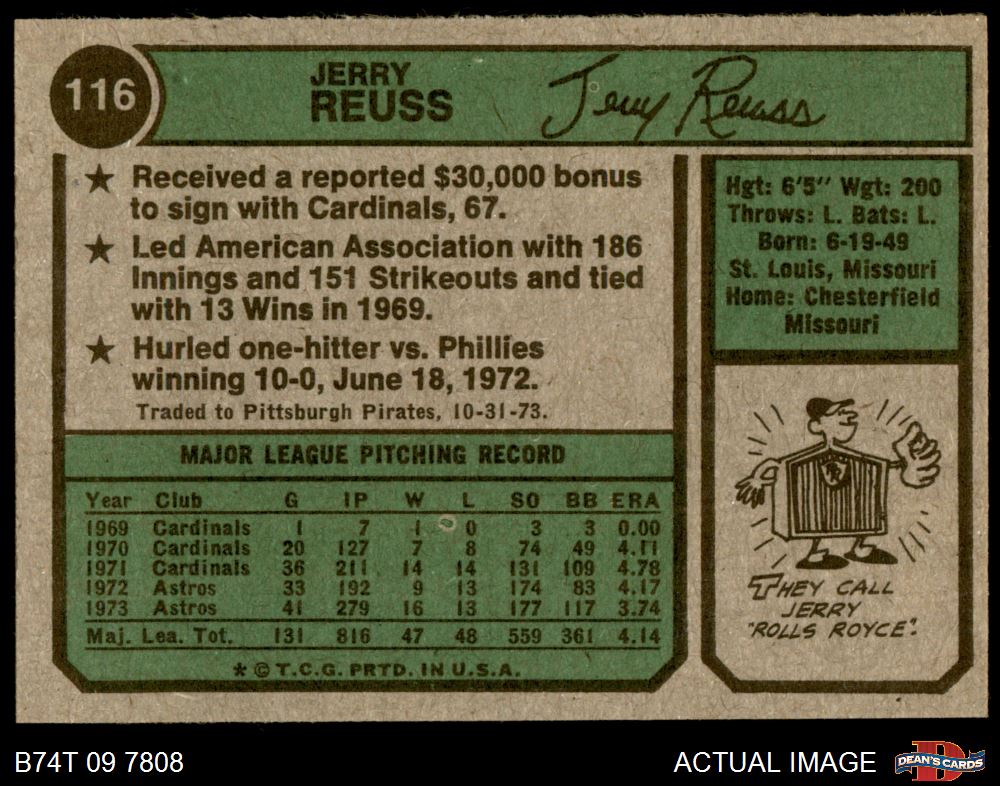 116
JERRY
REUSS
Jerry Reuss
★ Received a reported $30,000 bonus
to sign with Cardinals, 67.
★ Led American Association with 186
Innings and 151 Strikeouts and tied
with 13 Wins in 1969.
★ Hurled one-hitter vs. Phillies
winning 10-0, June 18, 1972.
Traded to Pittsburgh Pirates, 10-31-73.
MAJOR LEAGUE PITCHING RECORD
Year Club G IP W L SO BB ERA
1969 Cardinals 1 7 1 0 3 3 0.00
1970 Cardinals 20 127 7 8 74 49 4.11
1971 Cardinals 36 211 14 14 131 109 4.78
1972 Astros 33 192 9 13 174 83 4.17
1973 Astros 41 279 16 13 177 117 3.74
Maj. Lea. Tot. 131 816 47 48 559 361 4.14
* © T.C.G. PRTD. IN U.S.A.
Hgt: 6'5" Wgt: 200
Throws: L. Bats: L.
Born: 6-19-49
St. Louis, Missouri
Home: Chesterfield
Missouri
RR
THEY CALL
JERRY
"ROLLS ROYCE".
B74T 09 7808
ACTUAL IMAGE
D
DEAN'S CARDS